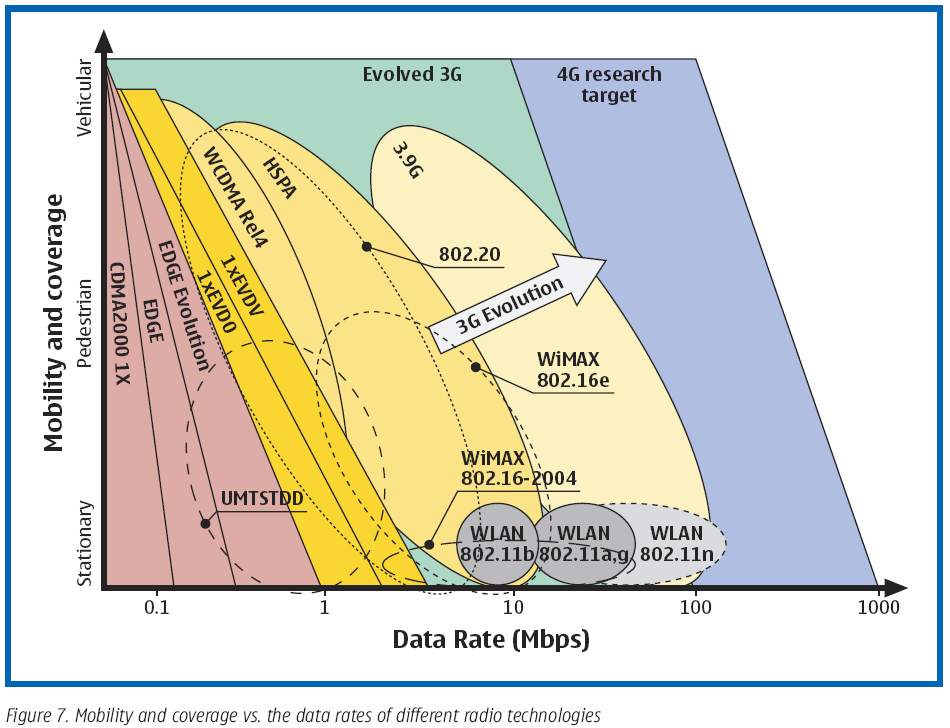 Mobility and coverage
Vehicular
Pedestrian
Stationary
Evolved 3G
4G research
target
CDMA2000 1X
EDGE
EDGE Evolution
1xEVD0
1xEVDV
WCDMA Rel4
HSPA
3.9G
802.20
3G Evolution
WiMAX
802.16e
WiMAX
802.16-2004
UMTSTDD
WLAN
802.11b
WLAN
802.11a,g
WLAN
802.11n
0.1
1
10
100
1000
Data Rate (Mbps)
Figure 7. Mobility and coverage vs. the data rates of different radio technologies